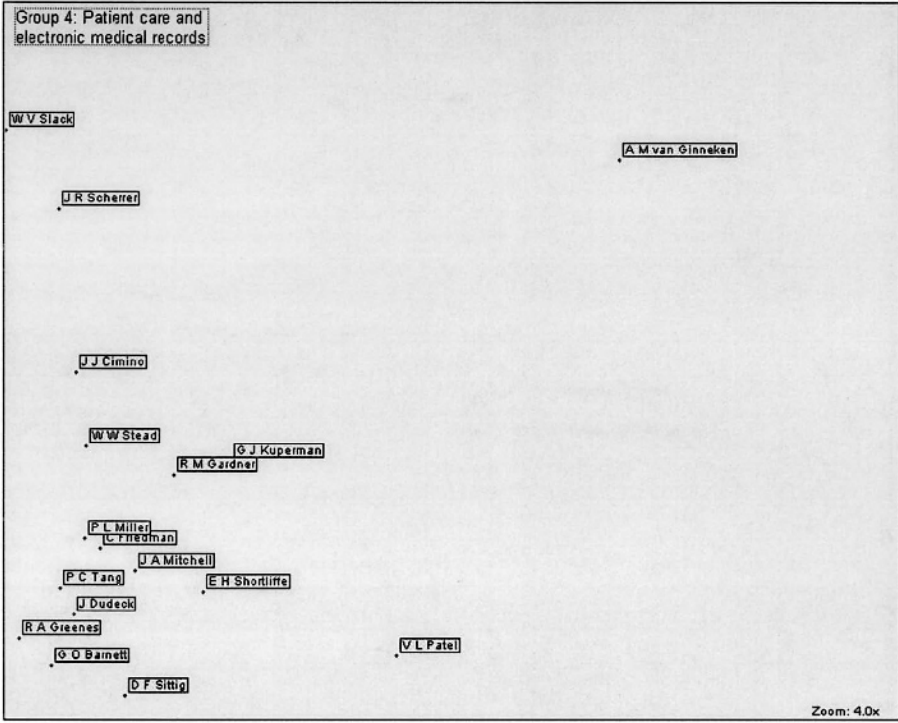 Group 4: Patient care and
electronic medical records
W V Slack
A M van Ginneken
J R Scherrer
J J Cimino
W W Stead
G J Kuperman
R M Gardner
P L Miller
C Friedman
J A Mitchell
P C Tang
E H Shortliffe
J Dudeck
R A Greenes
G O Barnett
V L Patel
D F Sittig
Zoom: 4.0x